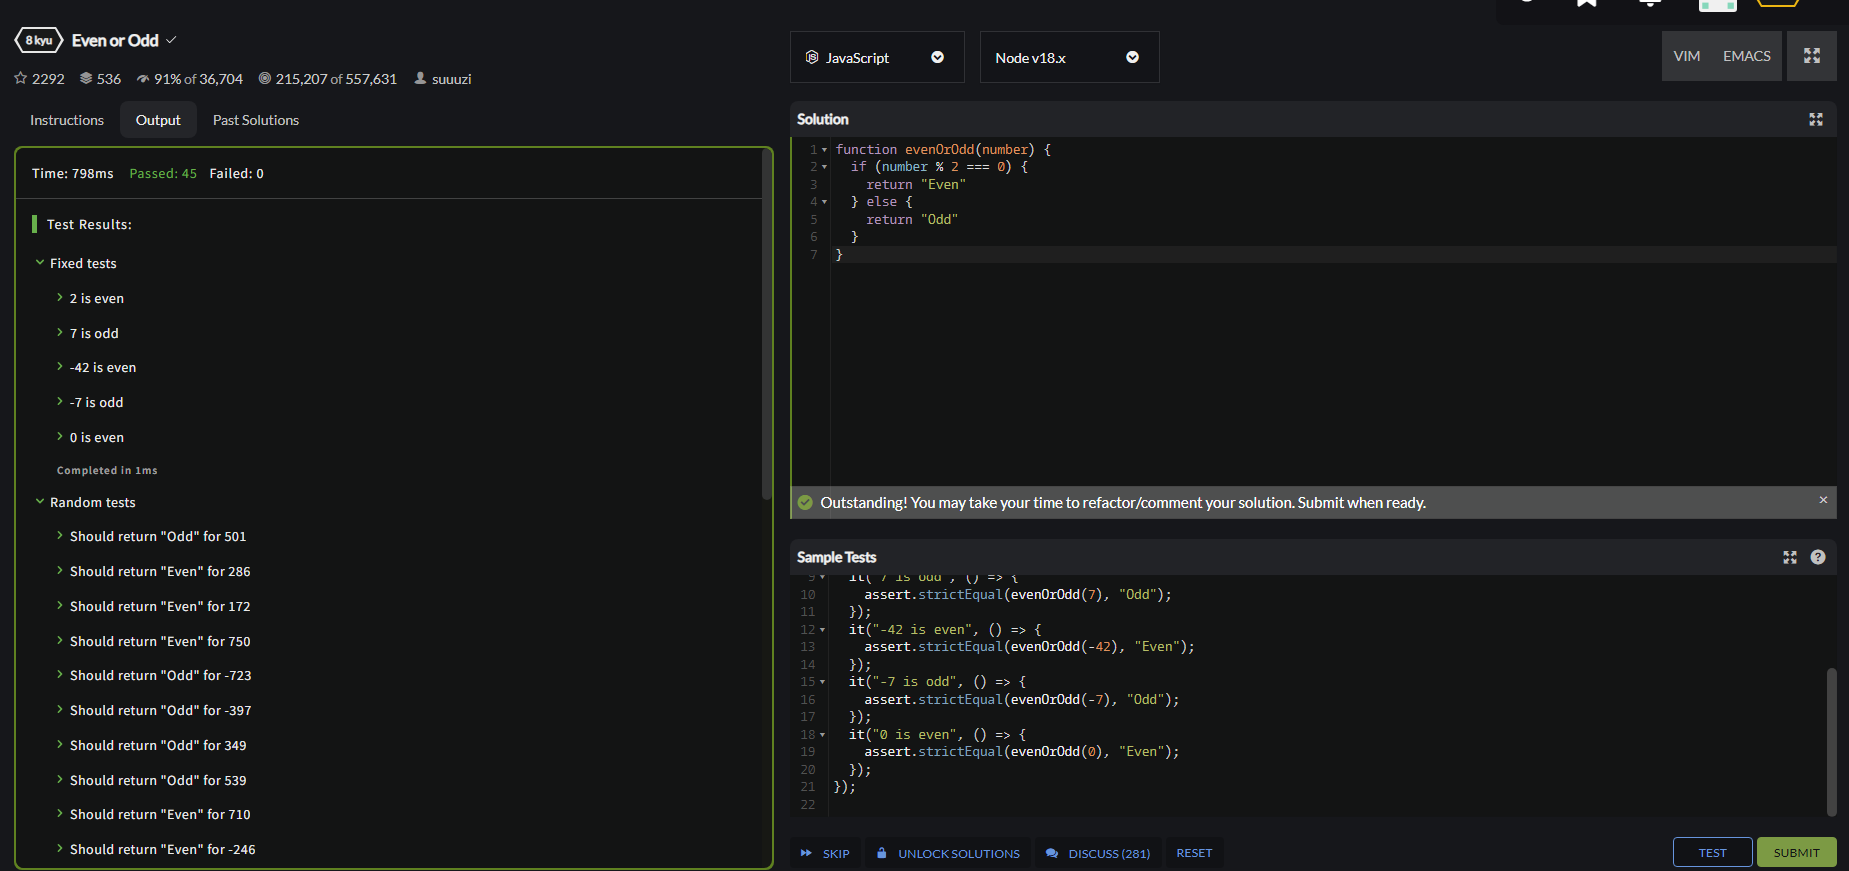 8 kyu Even or Odd
2292 536 91% of 36,704 215,207 of 557,631 suuuzi
Instructions Output Past Solutions
Time: 798ms Passed: 45 Failed: 0
Test Results:
Fixed tests
2 is even
7 is odd
-42 is even
-7 is odd
0 is even
Completed in 1ms
Random tests
Should return "Odd" for 501
Should return "Even" for 286
Should return "Even" for 172
Should return "Even" for 750
Should return "Odd" for -723
Should return "Odd" for -397
Should return "Odd" for 349
Should return "Odd" for 539
Should return "Even" for 710
Should return "Even" for -246
JS JavaScript Node v18.x VIM EMACS
Solution
1 function evenOrOdd(number) {
2 if (number % 2 === 0) {
3 return "Even"
4 } else {
5 return "Odd"
6 }
7 }
Outstanding! You may take your time to refactor/comment your solution. Submit when ready. ×
Sample Tests ?
9 it("7 is odd", () => {
10 assert.strictEqual(evenOrOdd(7), "Odd");
11 });
12 it("-42 is even", () => {
13 assert.strictEqual(evenOrOdd(-42), "Even");
14 });
15 it("-7 is odd", () => {
16 assert.strictEqual(evenOrOdd(-7), "Odd");
17 });
18 it("0 is even", () => {
19 assert.strictEqual(evenOrOdd(0), "Even");
20 });
21 });
22
SKIP UNLOCK SOLUTIONS DISCUSS (281) RESET TEST SUBMIT